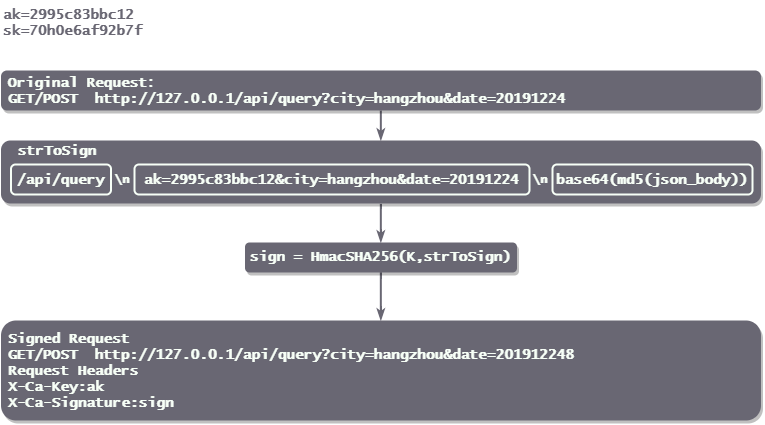 ak=2995c83bbc12
sk=70h0e6af92b7f
Original Request:
GET/POST  http://127.0.0.1/api/query?city=hangzhou&date=20191224
strToSign
/api/query \n ak=2995c83bbc12&city=hangzhou&date=20191224 \n base64(md5(json_body))
sign = HmacSHA256(K,strToSign)
Signed Request
GET/POST  http://127.0.0.1/api/query?city=hangzhou&date=201912248
Request Headers
X-Ca-Key:ak
X-Ca-Signature:sign